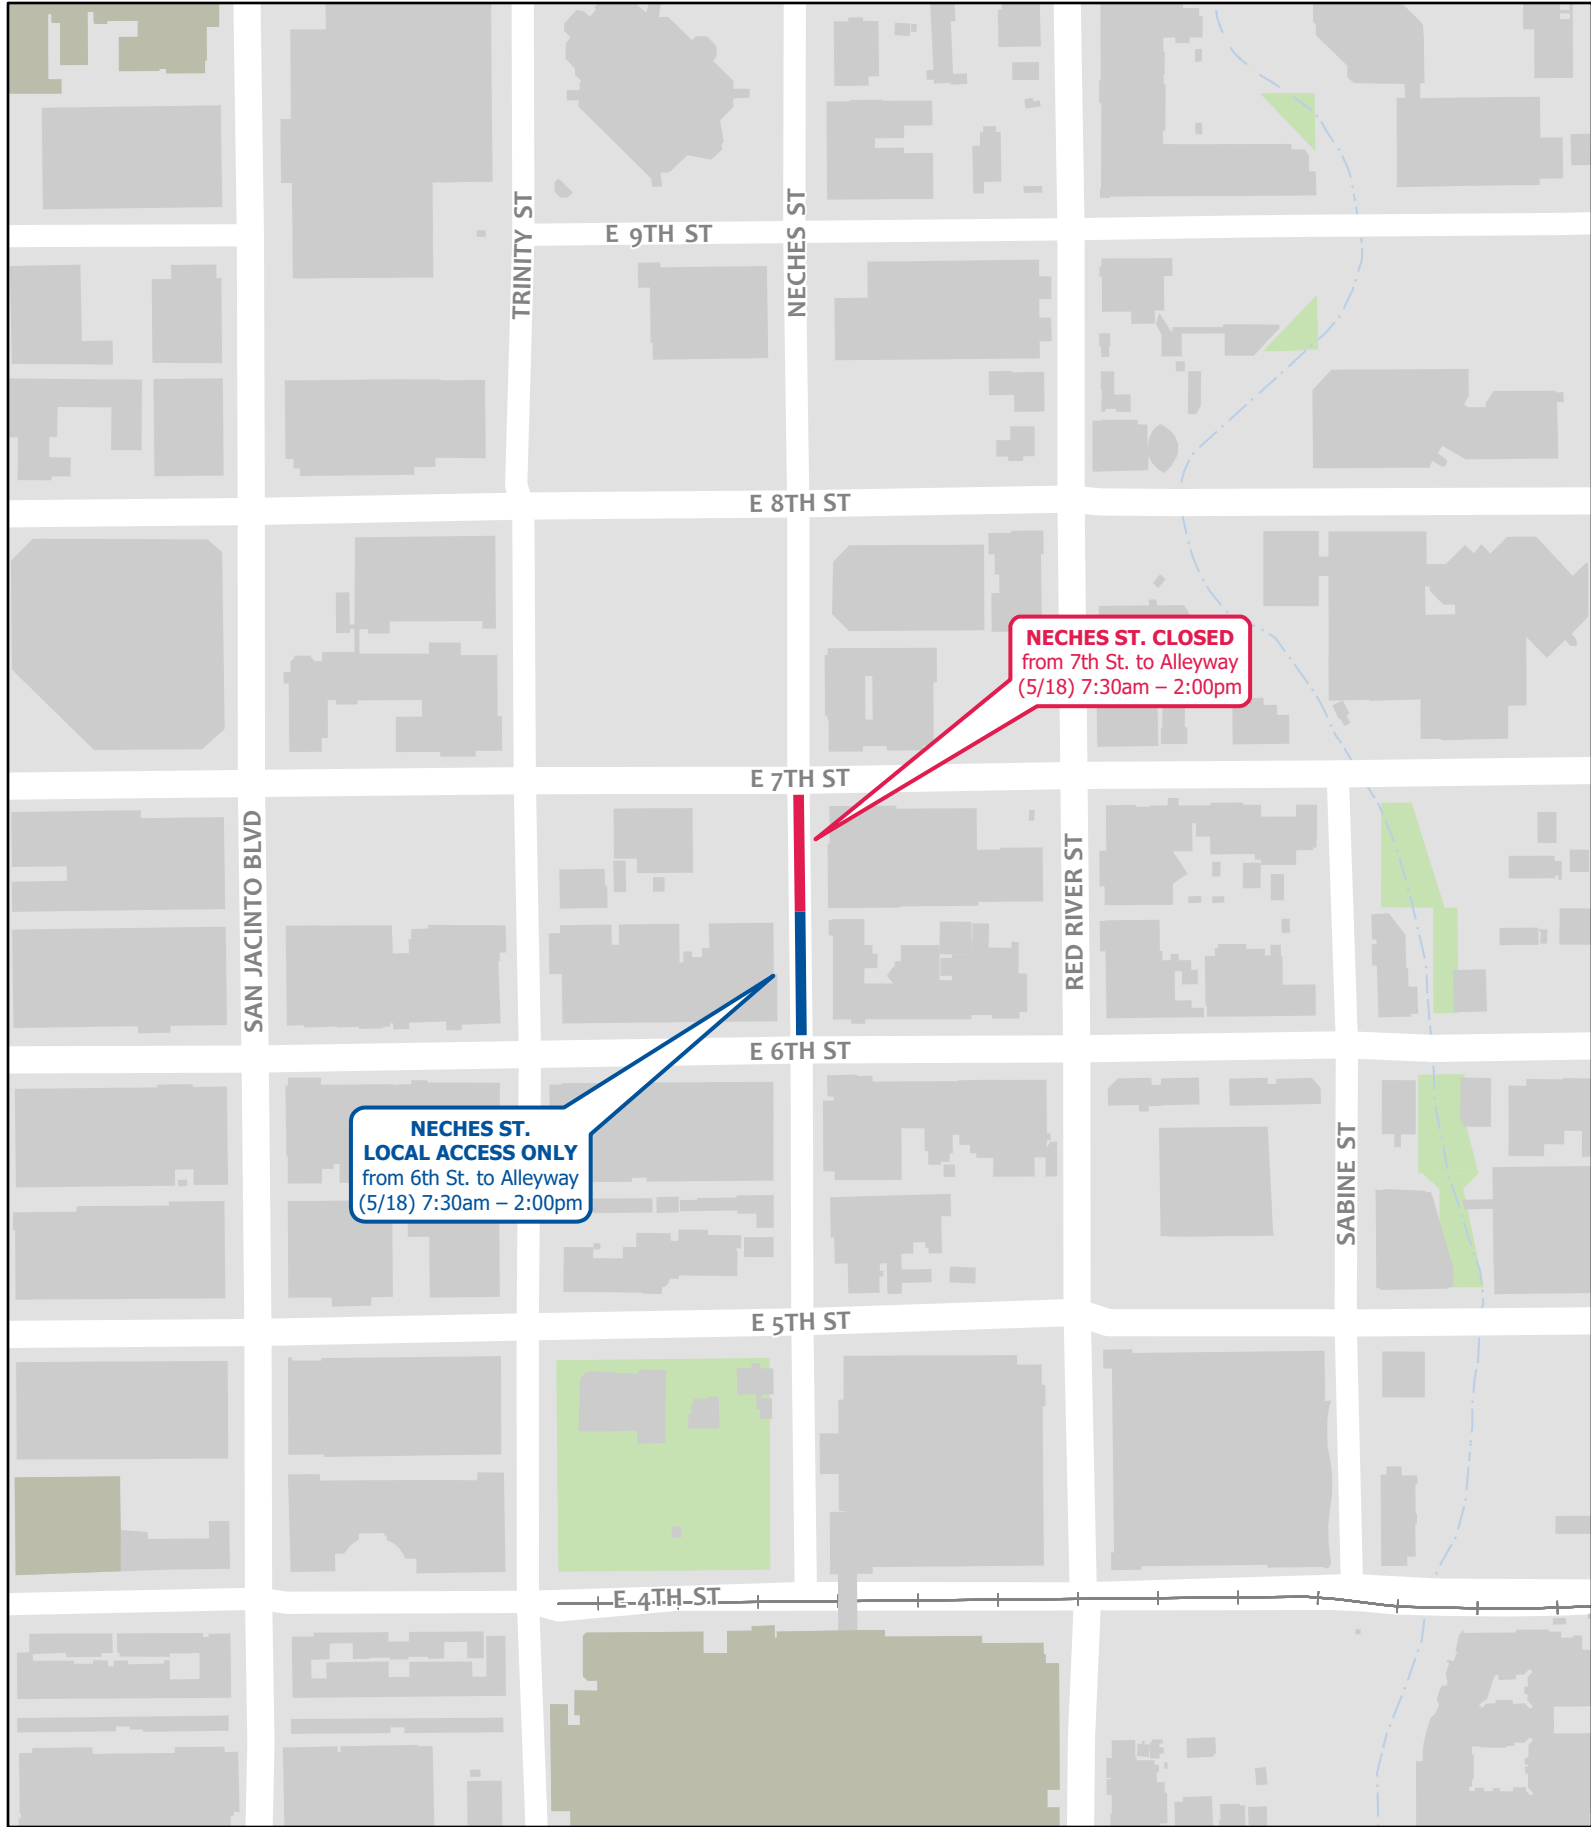 TRINITY ST
NECHES ST
E 9TH ST
E 8TH ST
NECHES ST. CLOSED
from 7th St. to Alleyway
(5/18) 7:30am – 2:00pm
E 7TH ST
SAN JACINTO BLVD
RED RIVER ST
E 6TH ST
NECHES ST.
LOCAL ACCESS ONLY
from 6th St. to Alleyway
(5/18) 7:30am – 2:00pm
SABINE ST
E 5TH ST
E 4TH ST